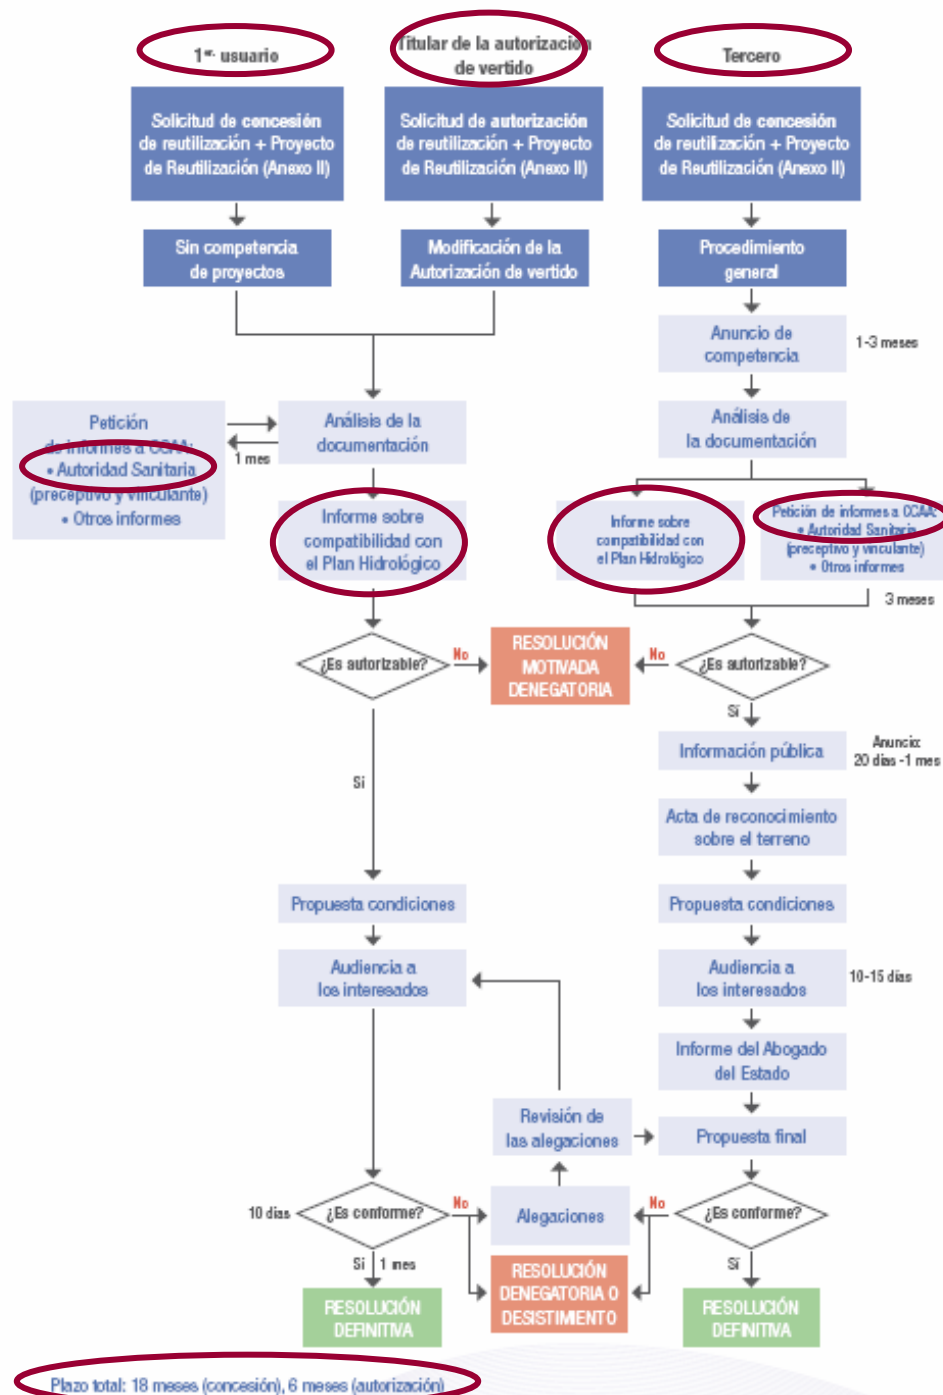 1er. usuario
Titular de la autorización
de vertido
Tercero
Solicitud de concesión
de reutilización + Proyecto
de Reutilización (Anexo II)
Solicitud de autorización
de reutilización + Proyecto
de Reutilización (Anexo II)
Solicitud de concesión
de reutilización + Proyecto
de Reutilización (Anexo II)
Sin competencia
de proyectos
Modificación de la
Autorización de vertido
Procedimiento
general
Anuncio de
competencia
1-3 meses
Petición
de informes a CCAA:
• Autoridad Sanitaria
(preceptivo y vinculante)
• Otros informes
1 mes
Análisis de la
documentación
Análisis de
la documentación
Informe sobre
compatibilidad con
el Plan Hidrológico
Informe sobre
compatibilidad con
el Plan Hidrológico
Petición de informes a CCAA:
• Autoridad Sanitaria
(preceptivo y vinculante)
• Otros informes
3 meses
¿Es autorizable?
No
RESOLUCIÓN
MOTIVADA
DENEGATORIA
No
¿Es autorizable?
Sí
Sí
Información pública
Anuncio:
20 días -1 mes
Acta de reconocimiento
sobre el terreno
Propuesta condiciones
Propuesta condiciones
Audiencia a
los interesados
Audiencia a
los interesados
10-15 días
Informe del Abogado
del Estado
Revisión de
las alegaciones
Propuesta final
10 días
¿Es conforme?
No
Alegaciones
No
¿Es conforme?
Sí
1 mes
Sí
RESOLUCIÓN
DENEGATORIA O
DESISTIMIENTO
RESOLUCIÓN
DEFINITIVA
RESOLUCIÓN
DEFINITIVA
Plazo total: 18 meses (concesión), 6 meses (autorización)